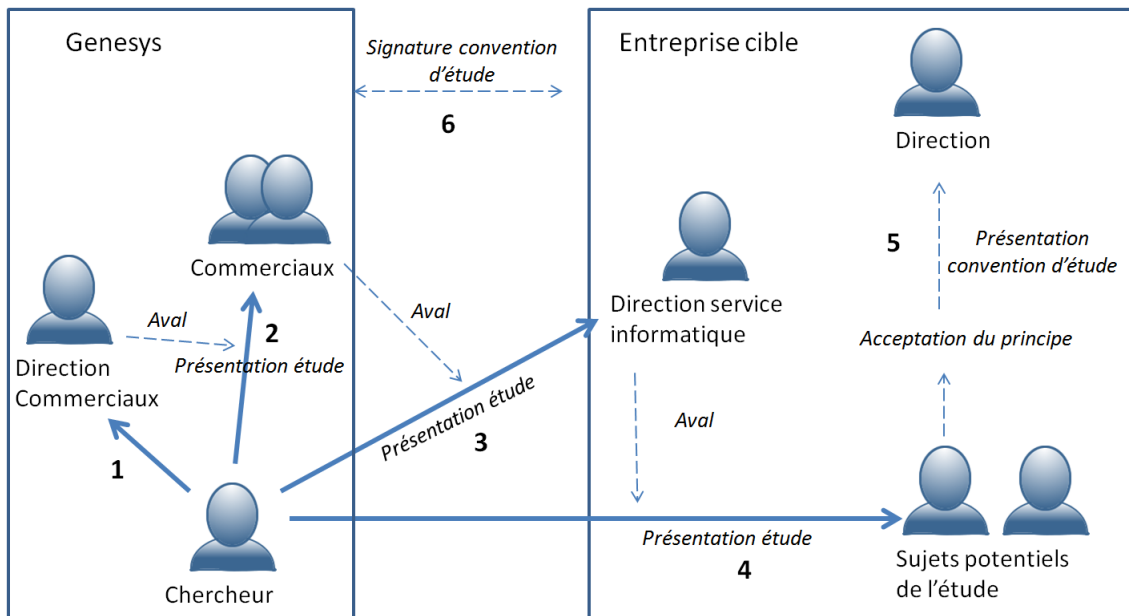 Genesys
Signature convention
d'étude
6
Entreprise cible
Direction
Commerciaux
5
Présentation
convention d'étude
Direction
Commerciaux
Aval
2
Présentation étude
Aval
Direction service
informatique
Acceptation du principe
Présentation étude
3
Aval
1
Chercheur
Présentation étude
4
Sujets potentiels
de l'étude